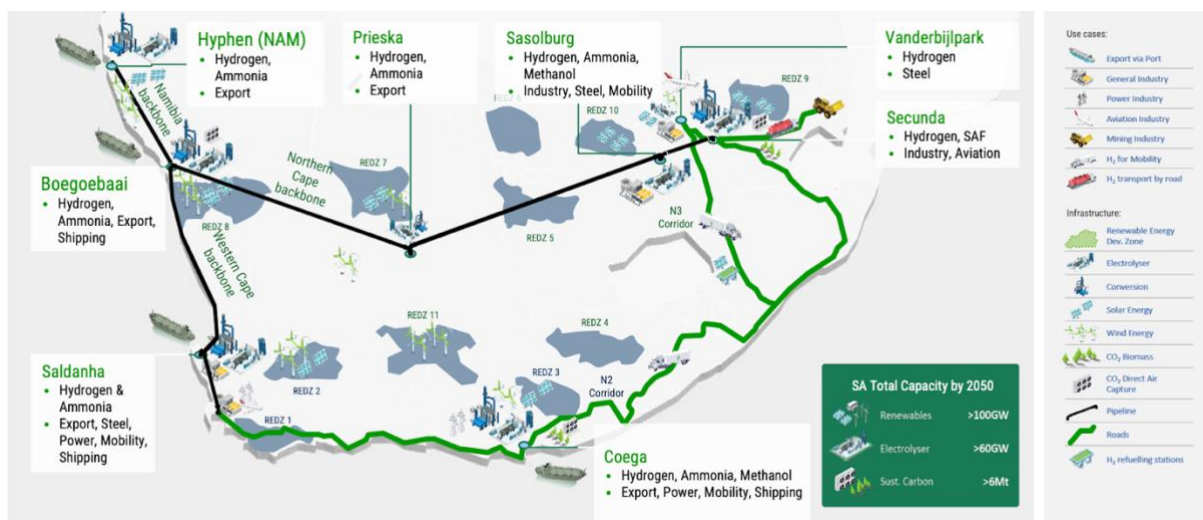 Hyphen (NAM)
• Hydrogen,
Ammonia
• Export
Prieska
• Hydrogen,
Ammonia
• Export
Sasolburg
• Hydrogen, Ammonia,
Methanol
• Industry, Steel, Mobility
Vanderbijlpark
• Hydrogen
• Steel
Secunda
• Hydrogen, SAF
• Industry, Aviation
Boegoebaai
• Hydrogen,
Ammonia, Export,
Shipping
Saldanha
• Hydrogen &
Ammonia
• Export, Steel,
Power, Mobility,
Shipping
Coega
• Hydrogen, Ammonia, Methanol
• Export, Power, Mobility, Shipping
Namibia
backbone
Northern
Cape
backbone
Western Cape
backbone
REDZ 6
REDZ 10
REDZ 9
REDZ 7
REDZ 8
REDZ 5
N3
Corridor
REDZ 11
REDZ 4
REDZ 2
REDZ 3
N2
Corridor
REDZ 1
SA Total Capacity by 2050
Renewables >100GW
Electrolyser >60GW
Sust. Carbon >6Mt
Use cases:
Export via Port
General Industry
Power Industry
Aviation Industry
Mining Industry
H₂ for Mobility
H₂ transport by road
Infrastructure:
Renewable Energy
Dev. Zone
Electrolyser
Conversion
Solar Energy
Wind Energy
CO₂ Biomass
CO₂ Direct Air
Capture
Pipeline
Roads
H₂ refuelling stations